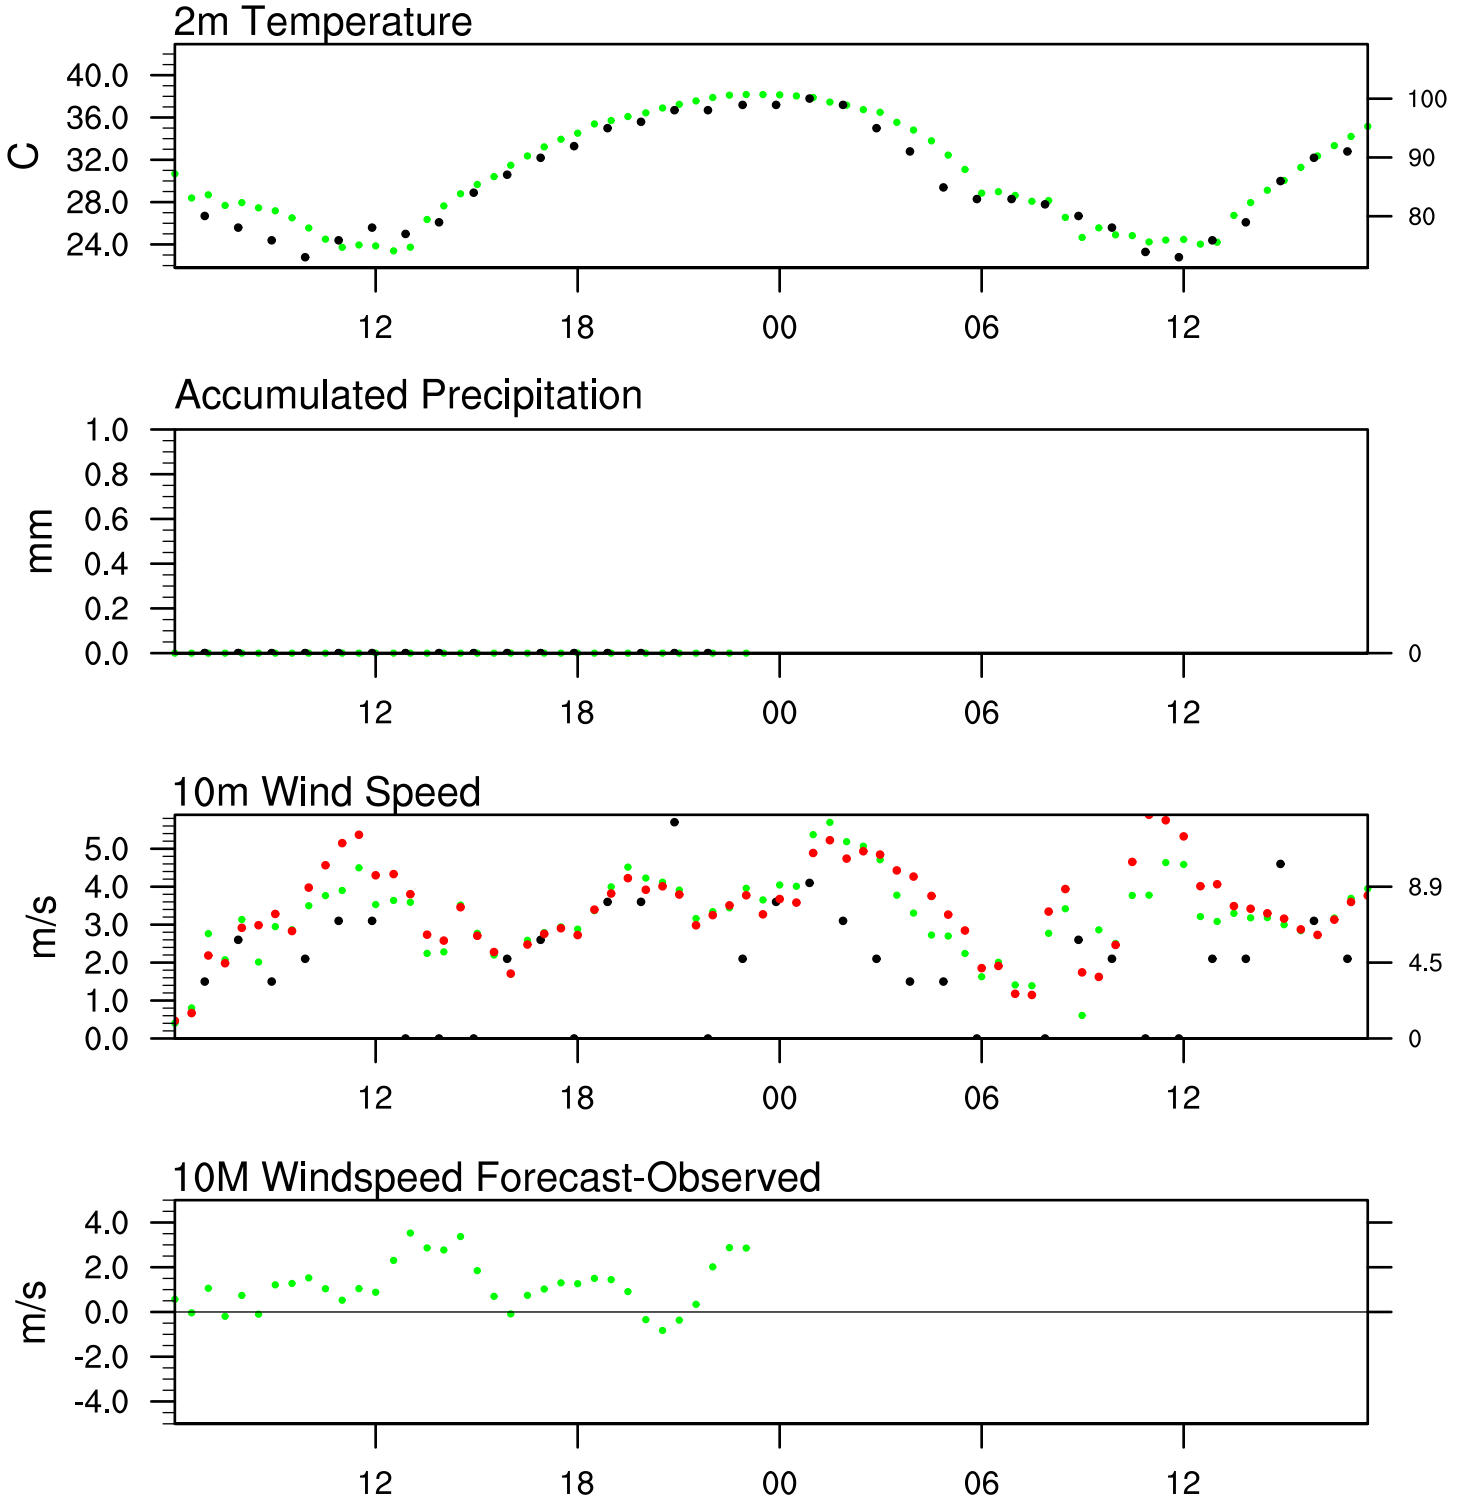 2m Temperature
40.0
36.0
32.0
28.0
24.0
C
100
90
80
12 18 00 06 12
Accumulated Precipitation
1.0
0.8
0.6
0.4
0.2
0.0
mm
0
12 18 00 06 12
10m Wind Speed
5.0
4.0
3.0
2.0
1.0
0.0
m/s
8.9
4.5
0
12 18 00 06 12
10M Windspeed Forecast-Observed
4.0
2.0
0.0
-2.0
-4.0
m/s
12 18 00 06 12